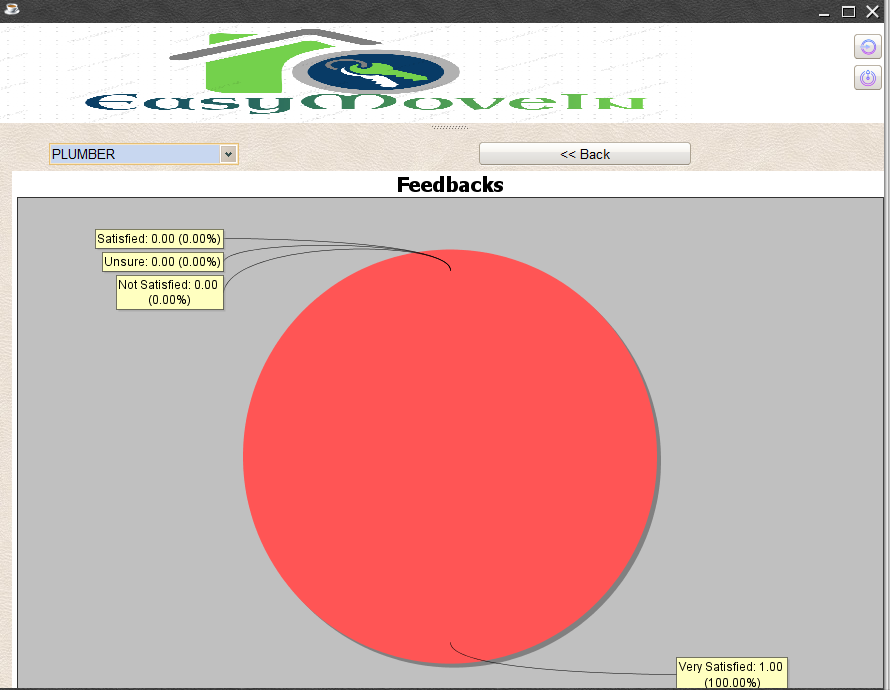 EasyMoveIn
PLUMBER
<< Back
Feedbacks
Satisfied: 0.00 (0.00%)
Unsure: 0.00 (0.00%)
Not Satisfied: 0.00
(0.00%)
Very Satisfied: 1.00
(100.00%)